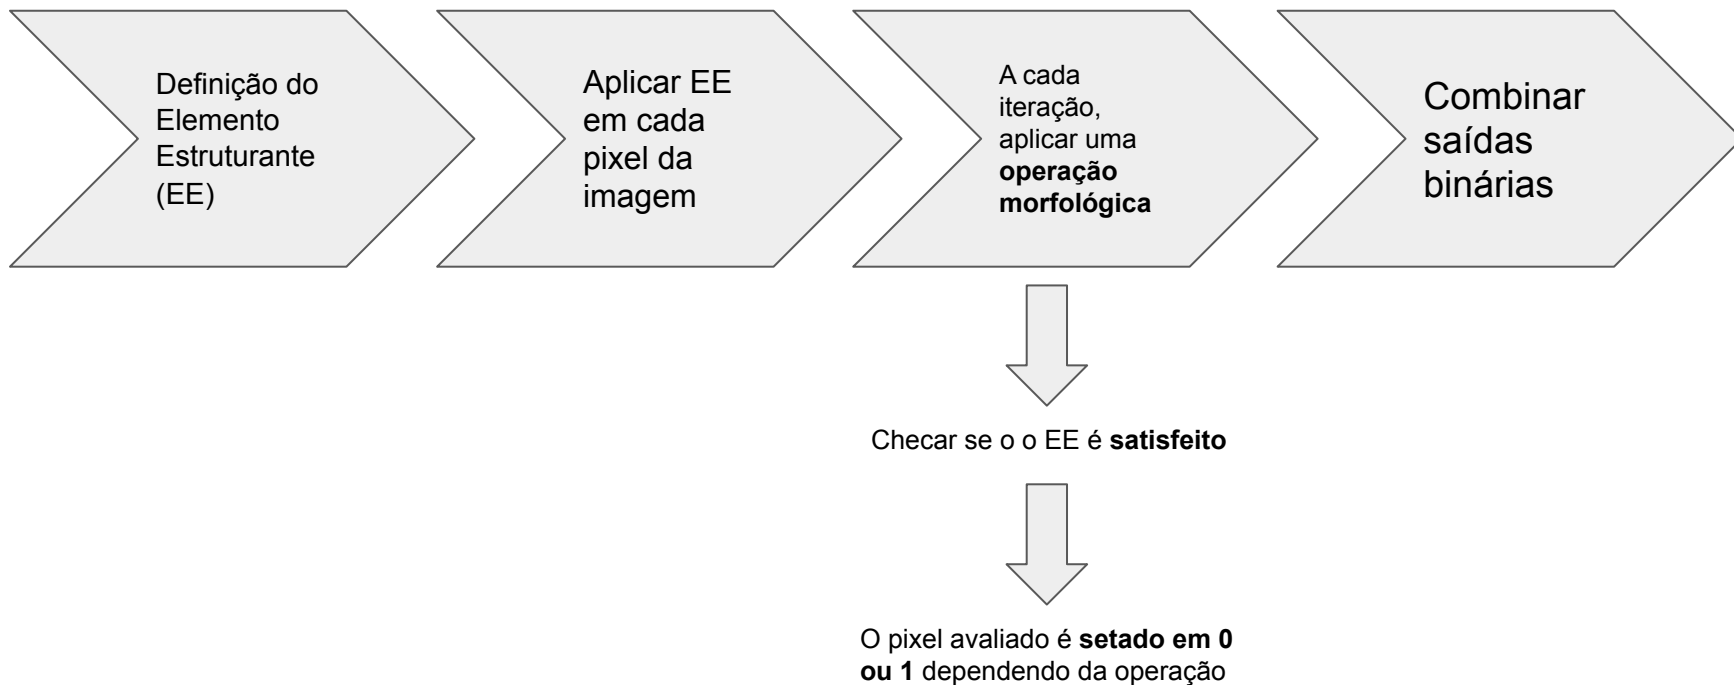 Definição do
Elemento
Estruturante
(EE)
Aplicar EE
em cada
pixel da
imagem
A cada
iteração,
aplicar uma
operação
morfológica
Combinar
saídas
binárias
Checar se o o EE é satisfeito
O pixel avaliado é setado em 0
ou 1 dependendo da operação